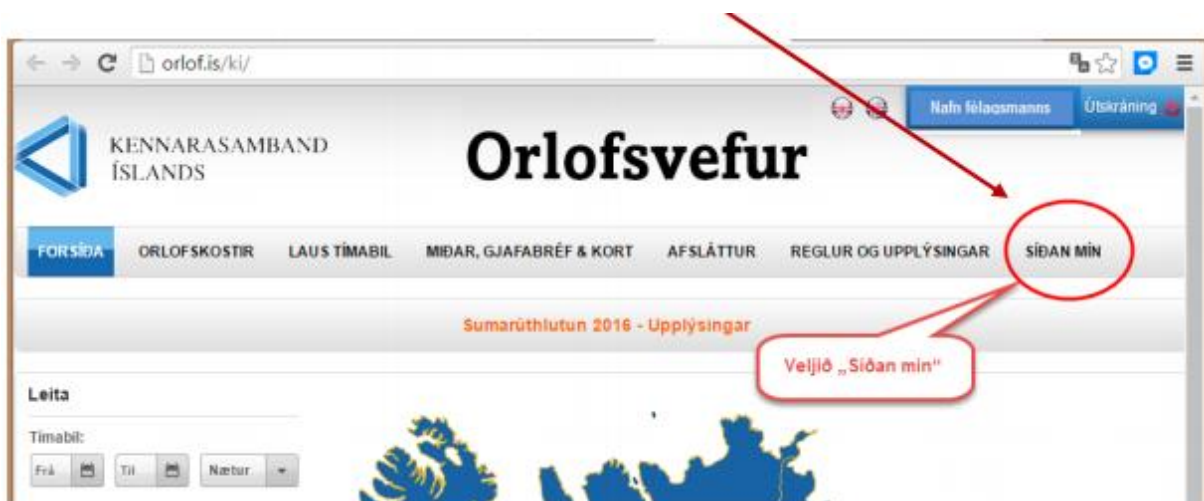 orlof.is/ki/
Nafn félagsmanns
Útskráning
KENNARASAMBAND
ÍSLANDS
Orlofsvefur
FORSÍÐA ORLOFSKOSTIR LAUS TÍMABIL MIÐAR, GJAFABRÉF & KORT AFSLÁTTUR REGLUR OG UPPLÝSINGAR SÍÐAN MÍN
Sumarúthlutun 2016 - Upplýsingar
Veljið „Síðan mín“
Leita
Tímabil:
Frá Til Nætur